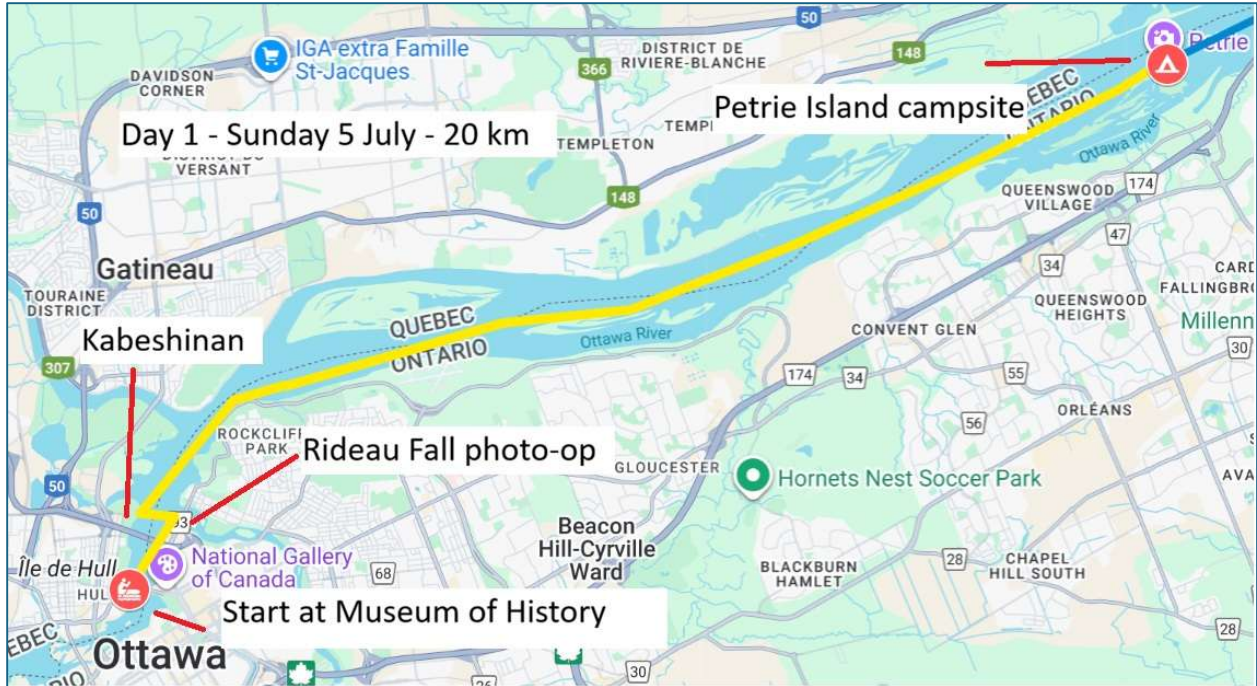 50
IGA extra Famille
St-Jacques
DISTRICT DE
RIVIERE-BLANCHE
148
366
DAVIDSON
CORNER
Petrie
Petrie Island campsite
QUEBEC
ONTARIO
Day 1 - Sunday 5 July - 20 km
TEMPLETON
VERSANT
Ottawa River
148
174
QUEENSWOOD
VILLAGE
50
47
Gatineau
34
TOURAINE
DISTRICT
QUEENSWOOD
HEIGHTS
FALLINGBR
Millenn
QUEBEC
ONTARIO
Ottawa River
CONVENT GLEN
Kabeshinan
307
174
34
55
30
ORLÉANS
56
ROCKCLIF
PARK
Rideau Fall photo-op
GLOUCESTER
Hornets Nest Soccer Park
50
93
Beacon
Hill-Cyrville
Ward
National Gallery
of Canada
Île de Hull
68
BLACKBURN
HAMLET
28
CHAPEL
HILL SOUTH
Start at Museum of History
28
QUEBEC
Ottawa
30